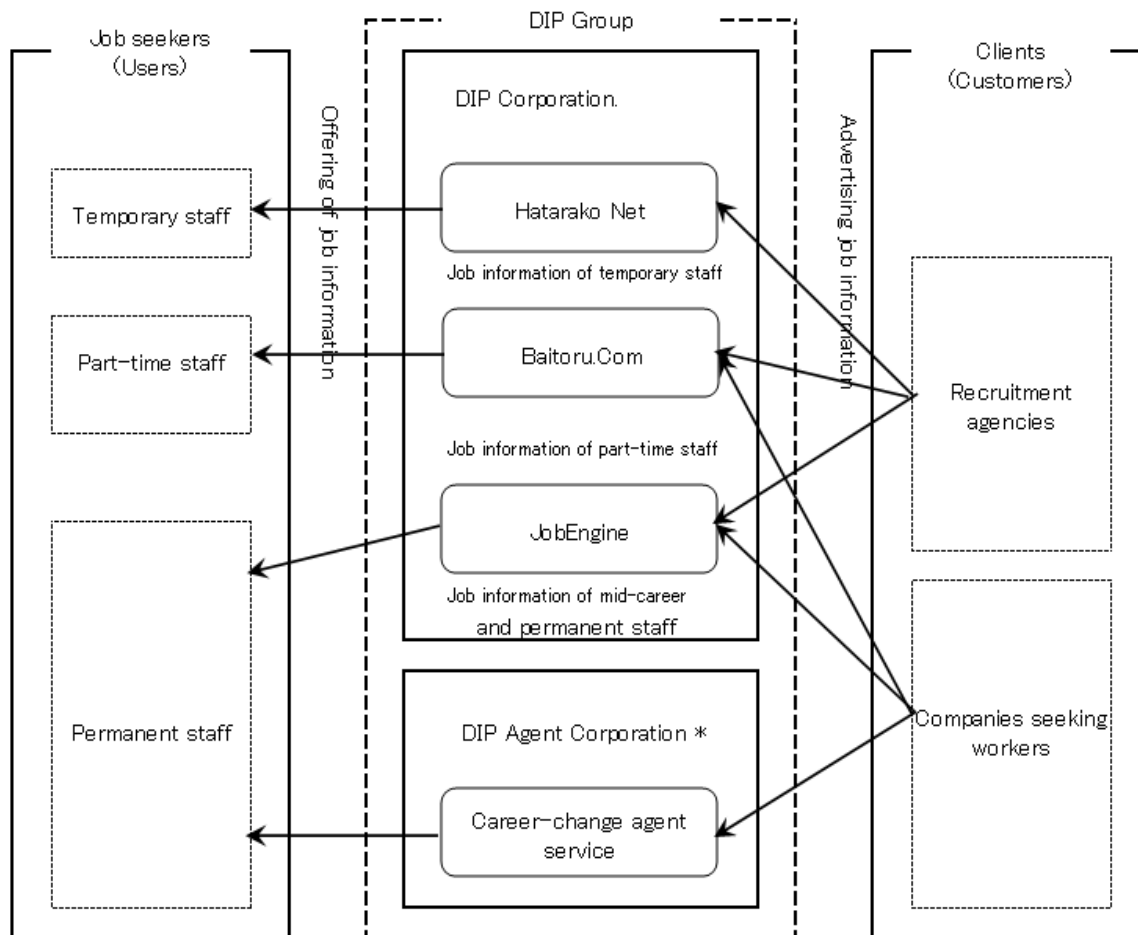 DIP Group
Job seekers
(Users)
Clients
(Customers)
Offering of job information
Advertising job information
DIP Corporation.
Hatarako Net
Job information of temporary staff
Baitoru.Com
Job information of part-time staff
JobEngine
Job information of mid-career
and permanent staff
DIP Agent Corporation *
Career-change agent
service
Temporary staff
Part-time staff
Permanent staff
Recruitment
agencies
Companies seeking
workers